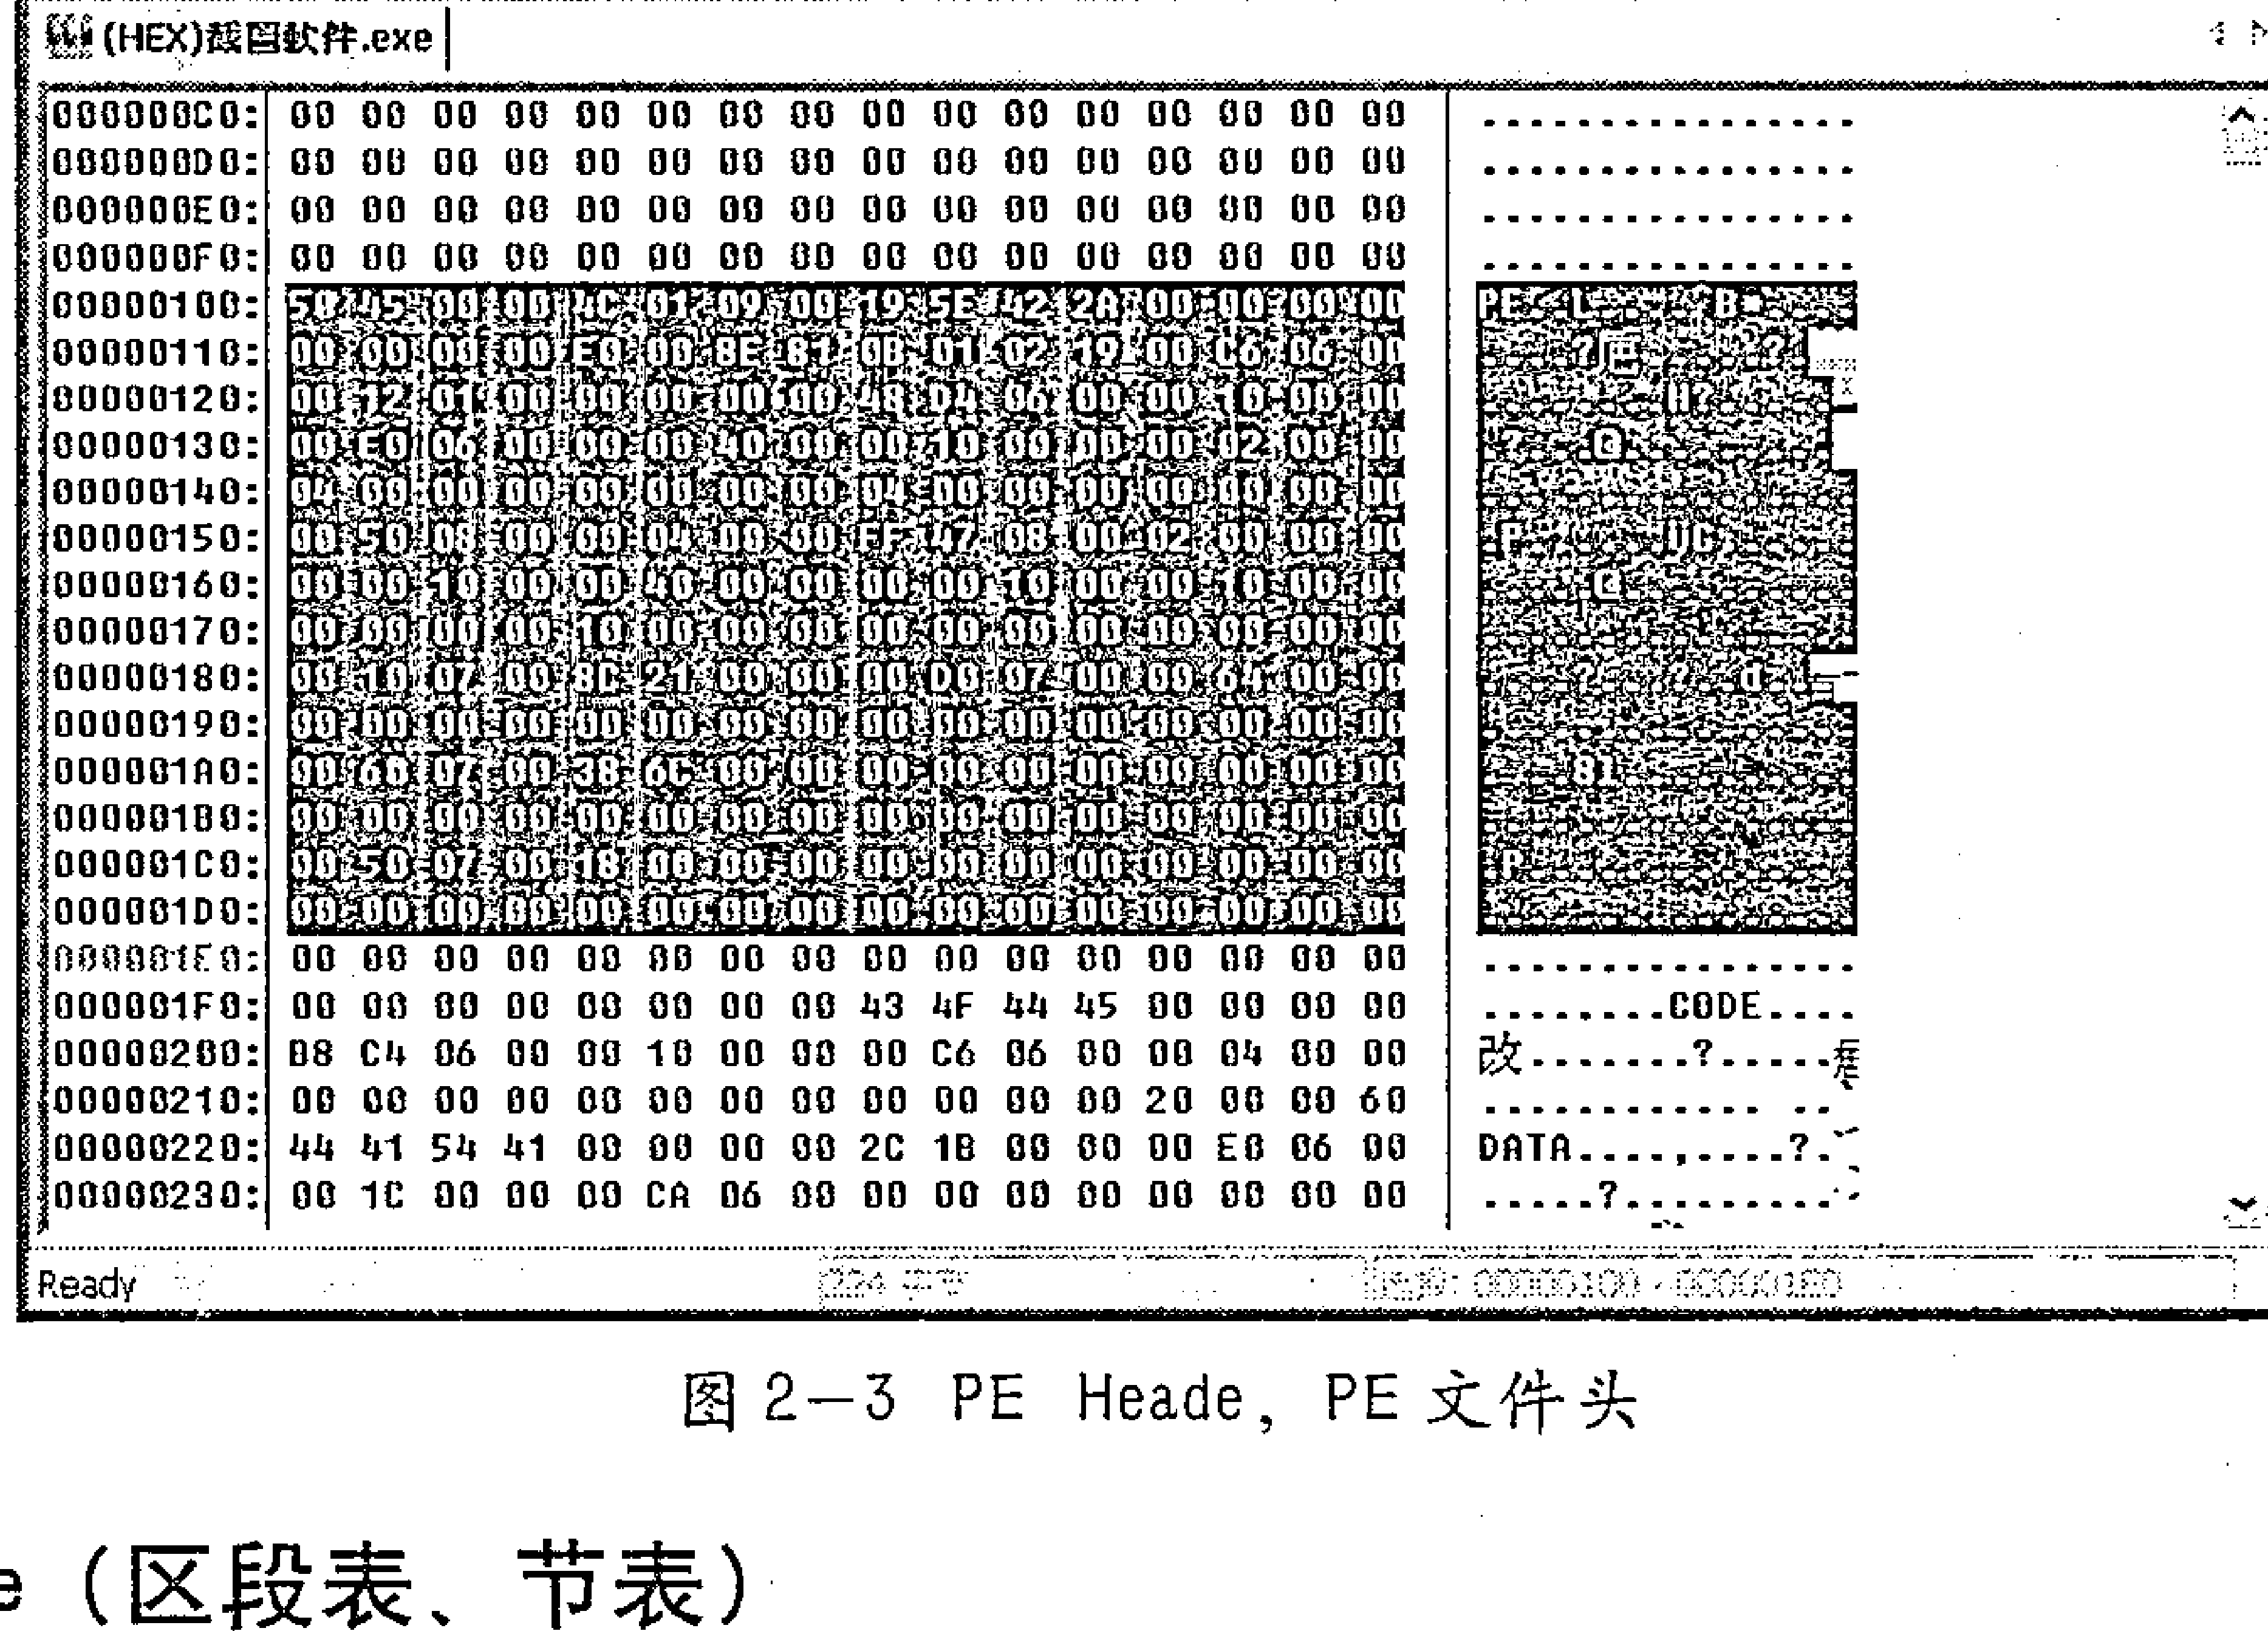 (HEX)截图软件.exe
000000C0: 00 00 00 00 00 00 00 00 00 00 00 00 00 00 00 00 ................
000000D0: 00 00 00 00 00 00 00 00 00 00 00 00 00 00 00 00 ................
000000E0: 00 00 00 00 00 00 00 00 00 00 00 00 00 00 00 00 ................
000000F0: 00 00 00 00 00 00 00 00 00 00 00 00 00 00 00 00 ................
00000100: 50 45 00 00 4C 01 09 00 19 5E 42 2A 00 00 00 00 PE L
00000110: 00 00 00 00 E0 00 8E 81 0B 01 02 19 00 C6 06 00
00000120: 00 12 01 00 00 00 00 00 48 D4 06 00 00 10 00 00
00000130: 00 E0 06 00 00 00 40 00 00 10 00 00 00 02 00 00
00000140: 04 00 00 00 00 00 00 00 04 00 00 00 00 00 00 00
00000150: 00 50 08 00 00 04 00 00 EF 47 08 00 02 00 00 00
00000160: 00 00 10 00 00 40 00 00 00 00 10 00 00 10 00 00
00000170: 00 00 00 00 10 00 00 00 00 00 00 00 00 00 00 00
00000180: 00 10 07 00 8C 21 00 00 00 D0 07 00 00 64 00 00
00000190: 00 00 00 00 00 00 00 00 00 00 00 00 00 00 00 00
000001A0: 00 60 07 00 38 6C 00 00 00 00 00 00 00 00 00 00
000001B0: 00 00 00 00 00 00 00 00 00 00 00 00 00 00 00 00
000001C0: 00 50 07 00 18 00 00 00 00 00 00 00 00 00 00 00
000001D0: 00 00 00 00 00 00 00 00 00 00 00 00 00 00 00 00
000001E0: 00 00 00 00 00 00 00 00 00 00 00 00 00 00 00 00 ................
000001F0: 00 00 00 00 00 00 00 00 43 4F 44 45 00 00 00 00 ........CODE....
00000200: B8 C4 06 00 00 10 00 00 00 C6 06 00 00 04 00 00 改.......?.....
00000210: 00 00 00 00 00 00 00 00 00 00 00 00 20 00 00 60 ............ ..
00000220: 44 41 54 41 00 00 00 00 2C 1B 00 00 00 E0 06 00 DATA....,....?.
00000230: 00 1C 00 00 00 CA 06 00 00 00 00 00 00 00 00 00 .....?.........
Ready 224 字节
图 2-3 PE Heade, PE 文件头
e（区段表、节表）